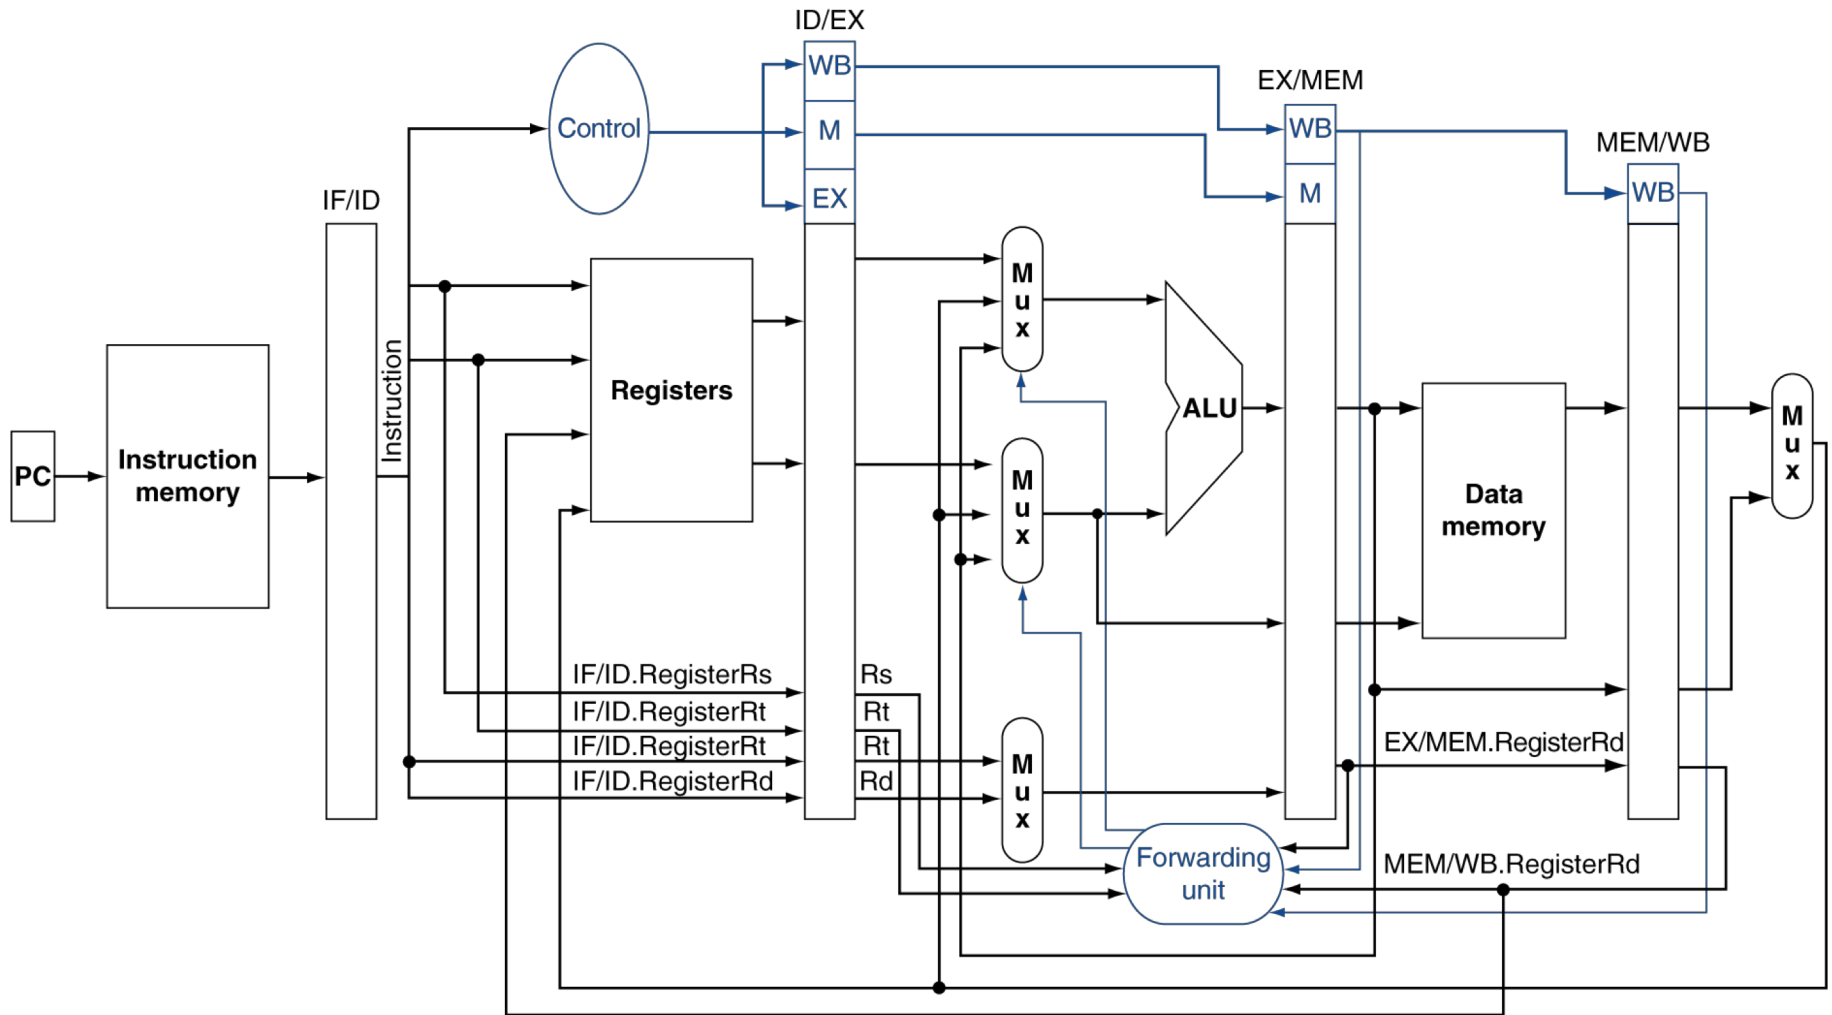 ID/EX
WB
EX/MEM
Control
M
WB
MEM/WB
IF/ID
EX
M
WB
M
u
x
Instruction
Registers
ALU
M
u
x
PC
Instruction
memory
M
u
x
Data
memory
IF/ID.RegisterRs
Rs
IF/ID.RegisterRt
Rt
IF/ID.RegisterRt
Rt
EX/MEM.RegisterRd
IF/ID.RegisterRd
Rd
M
u
x
Forwarding
unit
MEM/WB.RegisterRd